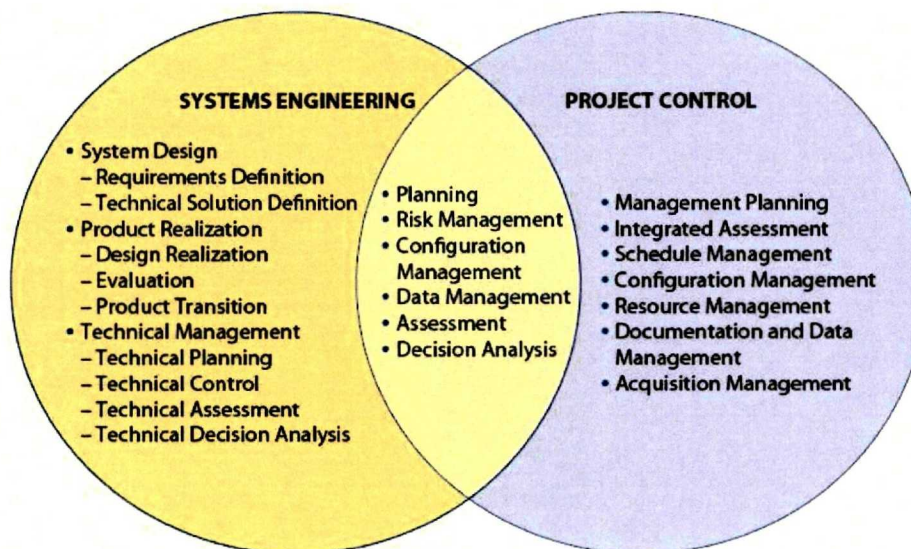 SYSTEMS ENGINEERING
• System Design
– Requirements Definition
– Technical Solution Definition
• Product Realization
– Design Realization
– Evaluation
– Product Transition
• Technical Management
– Technical Planning
– Technical Control
– Technical Assessment
– Technical Decision Analysis
• Planning
• Risk Management
• Configuration
Management
• Data Management
• Assessment
• Decision Analysis
PROJECT CONTROL
• Management Planning
• Integrated Assessment
• Schedule Management
• Configuration Management
• Resource Management
• Documentation and Data
Management
• Acquisition Management